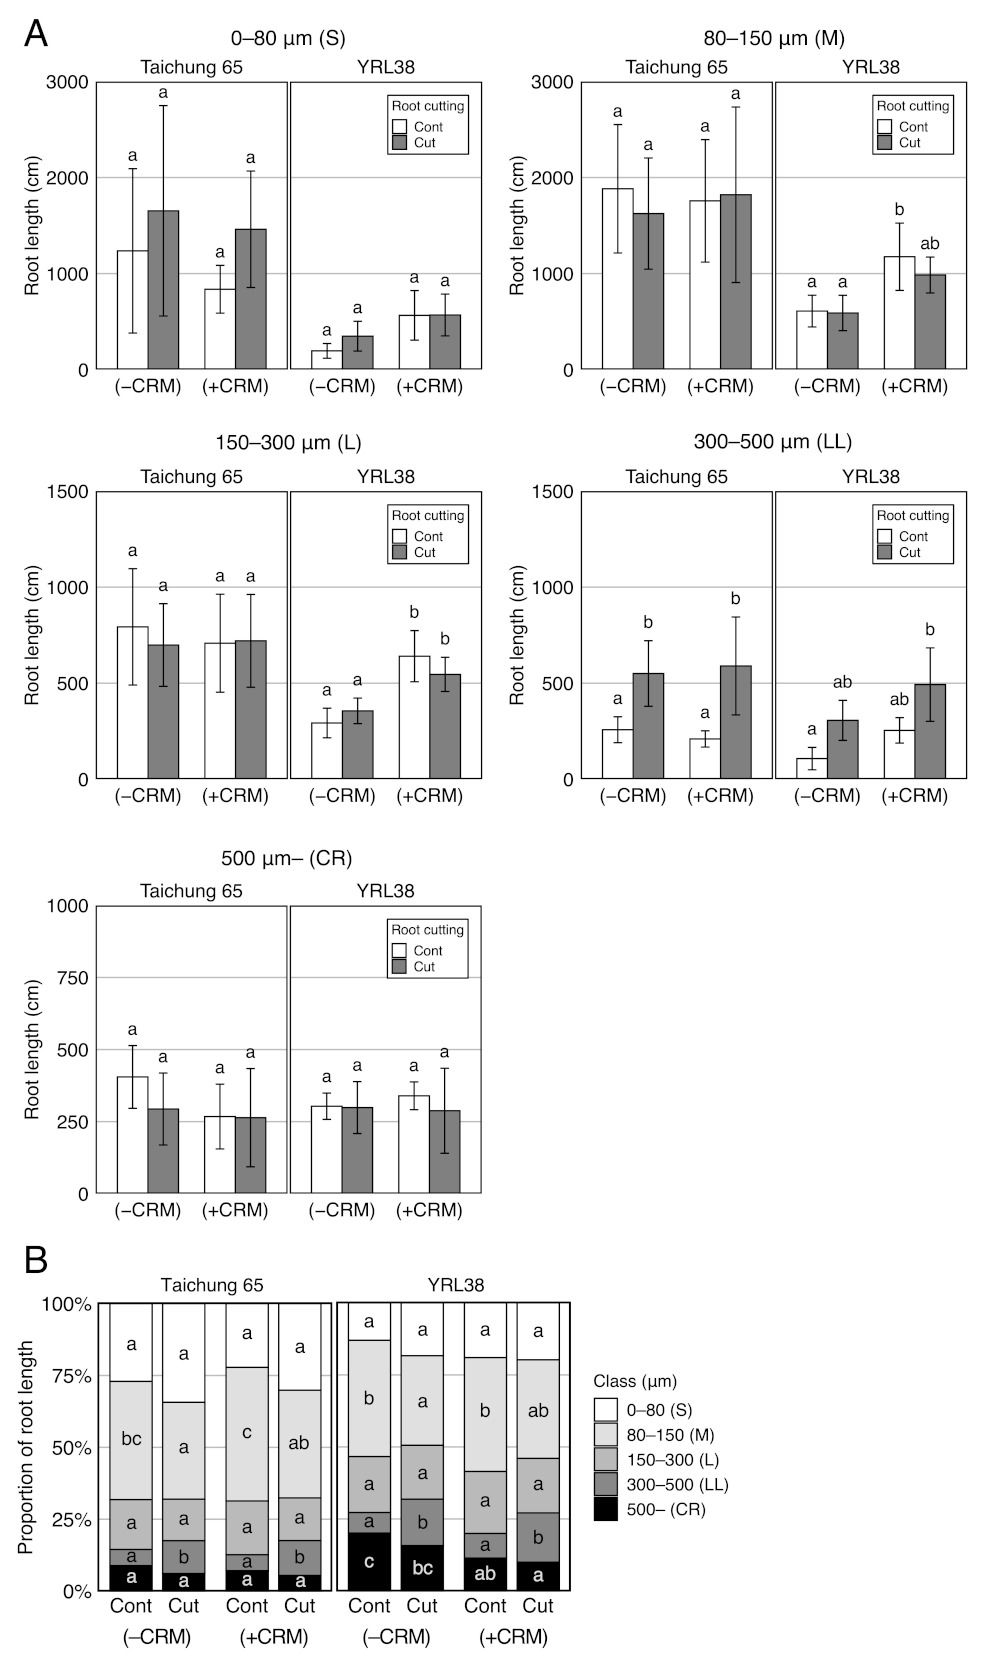 A
0–80 µm (S)
Taichung 65
YRL38
Root length (cm)
3000
2000
1000
0
Root cutting
Cont
Cut
a
a
a
a
a
a
a
a
(–CRM)
(+CRM)
(–CRM)
(+CRM)
80–150 µm (M)
Taichung 65
YRL38
Root length (cm)
3000
2000
1000
0
Root cutting
Cont
Cut
a
a
a
a
a
a
b
ab
(–CRM)
(+CRM)
(–CRM)
(+CRM)
150–300 µm (L)
Taichung 65
YRL38
Root length (cm)
1500
1000
500
0
Root cutting
Cont
Cut
a
a
a
a
a
a
b
b
(–CRM)
(+CRM)
(–CRM)
(+CRM)
300–500 µm (LL)
Taichung 65
YRL38
Root length (cm)
1500
1000
500
0
Root cutting
Cont
Cut
a
b
a
b
a
ab
ab
b
(–CRM)
(+CRM)
(–CRM)
(+CRM)
500 µm– (CR)
Taichung 65
YRL38
Root length (cm)
1000
750
500
250
0
Root cutting
Cont
Cut
a
a
a
a
a
a
a
a
(–CRM)
(+CRM)
(–CRM)
(+CRM)
B
Taichung 65
YRL38
Proportion of root length
100%
75%
50%
25%
0%
a
a
a
a
a
a
a
a
bc
a
c
ab
b
a
b
ab
a
a
a
a
a
a
a
a
a
b
a
b
a
b
a
b
a
a
a
a
c
bc
ab
a
Cont
Cut
Cont
Cut
Cont
Cut
Cont
Cut
(–CRM)
(+CRM)
(–CRM)
(+CRM)
Class (µm)
0–80 (S)
80–150 (M)
150–300 (L)
300–500 (LL)
500– (CR)